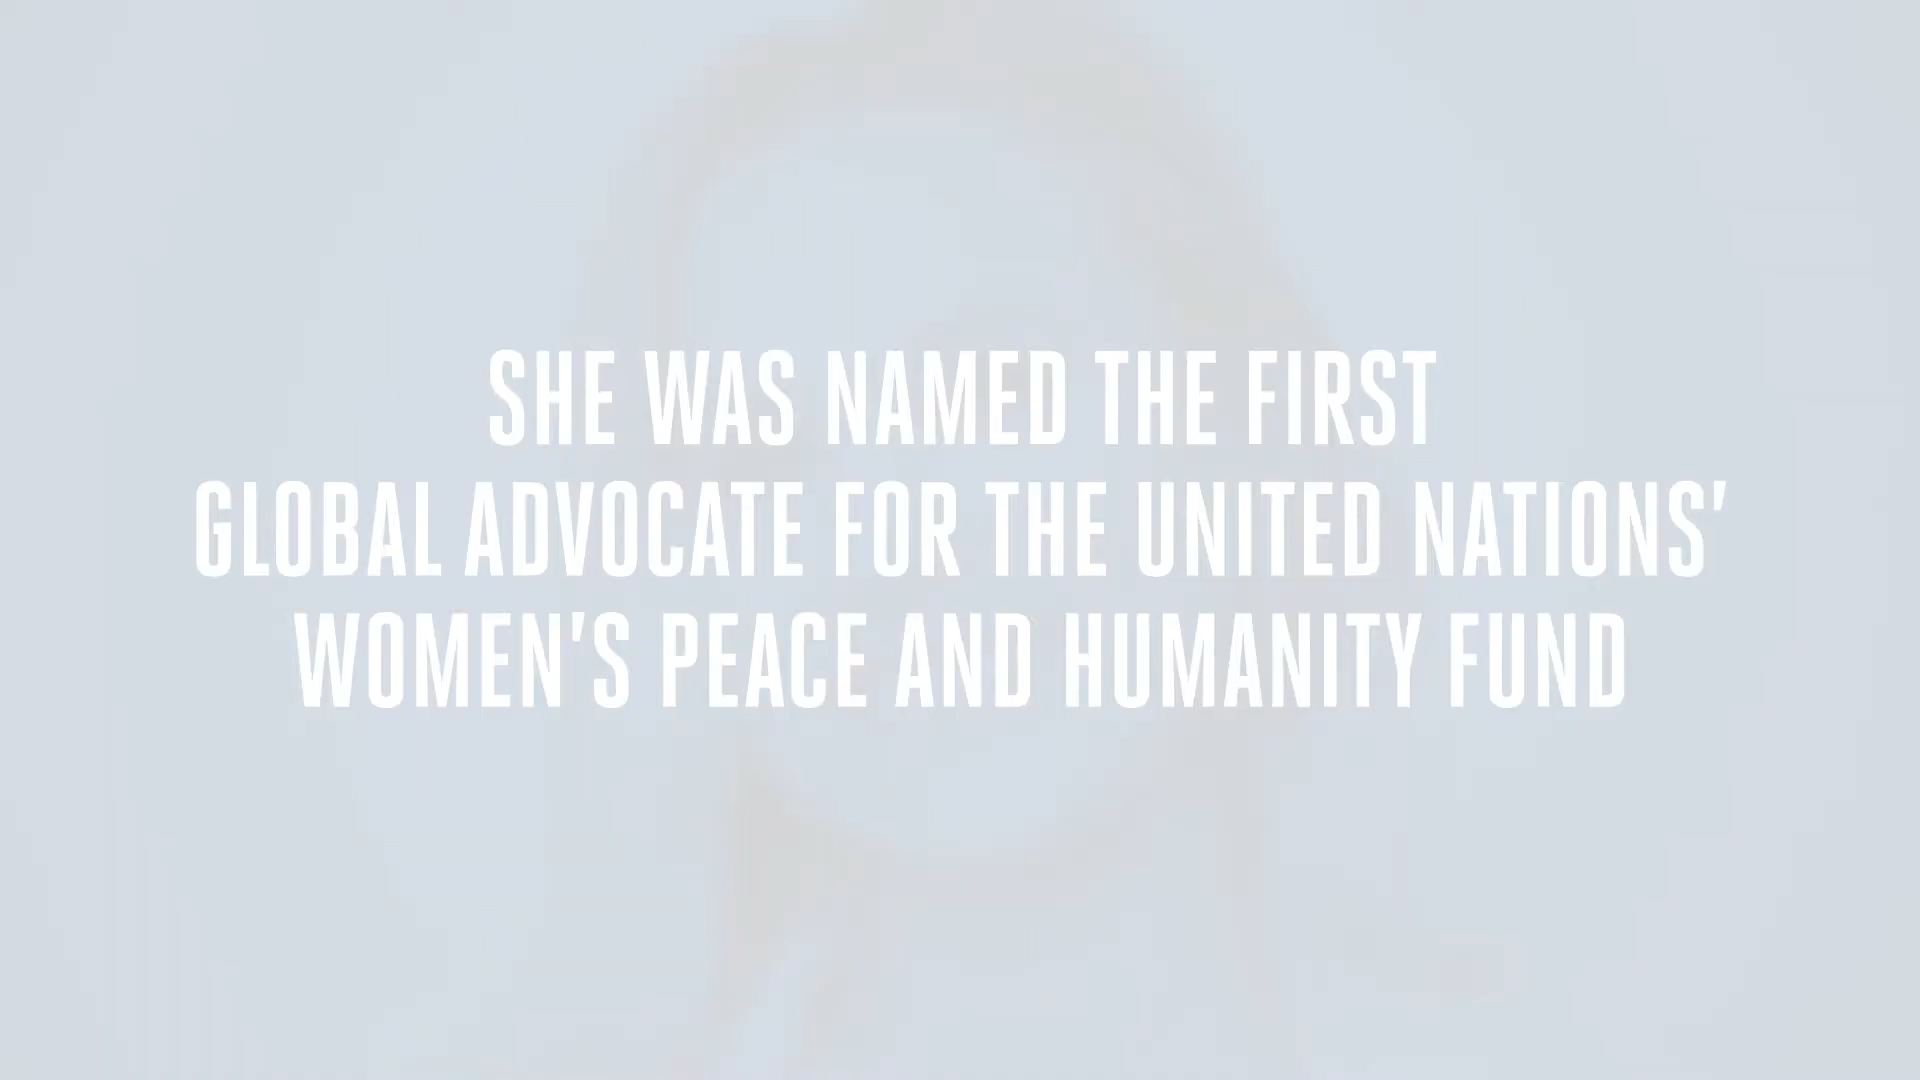 SHE WAS NAMED THE FIRST
GLOBAL ADVOCATE FOR THE UNITED NATIONS'
WOMEN'S PEACE AND HUMANITY FUND